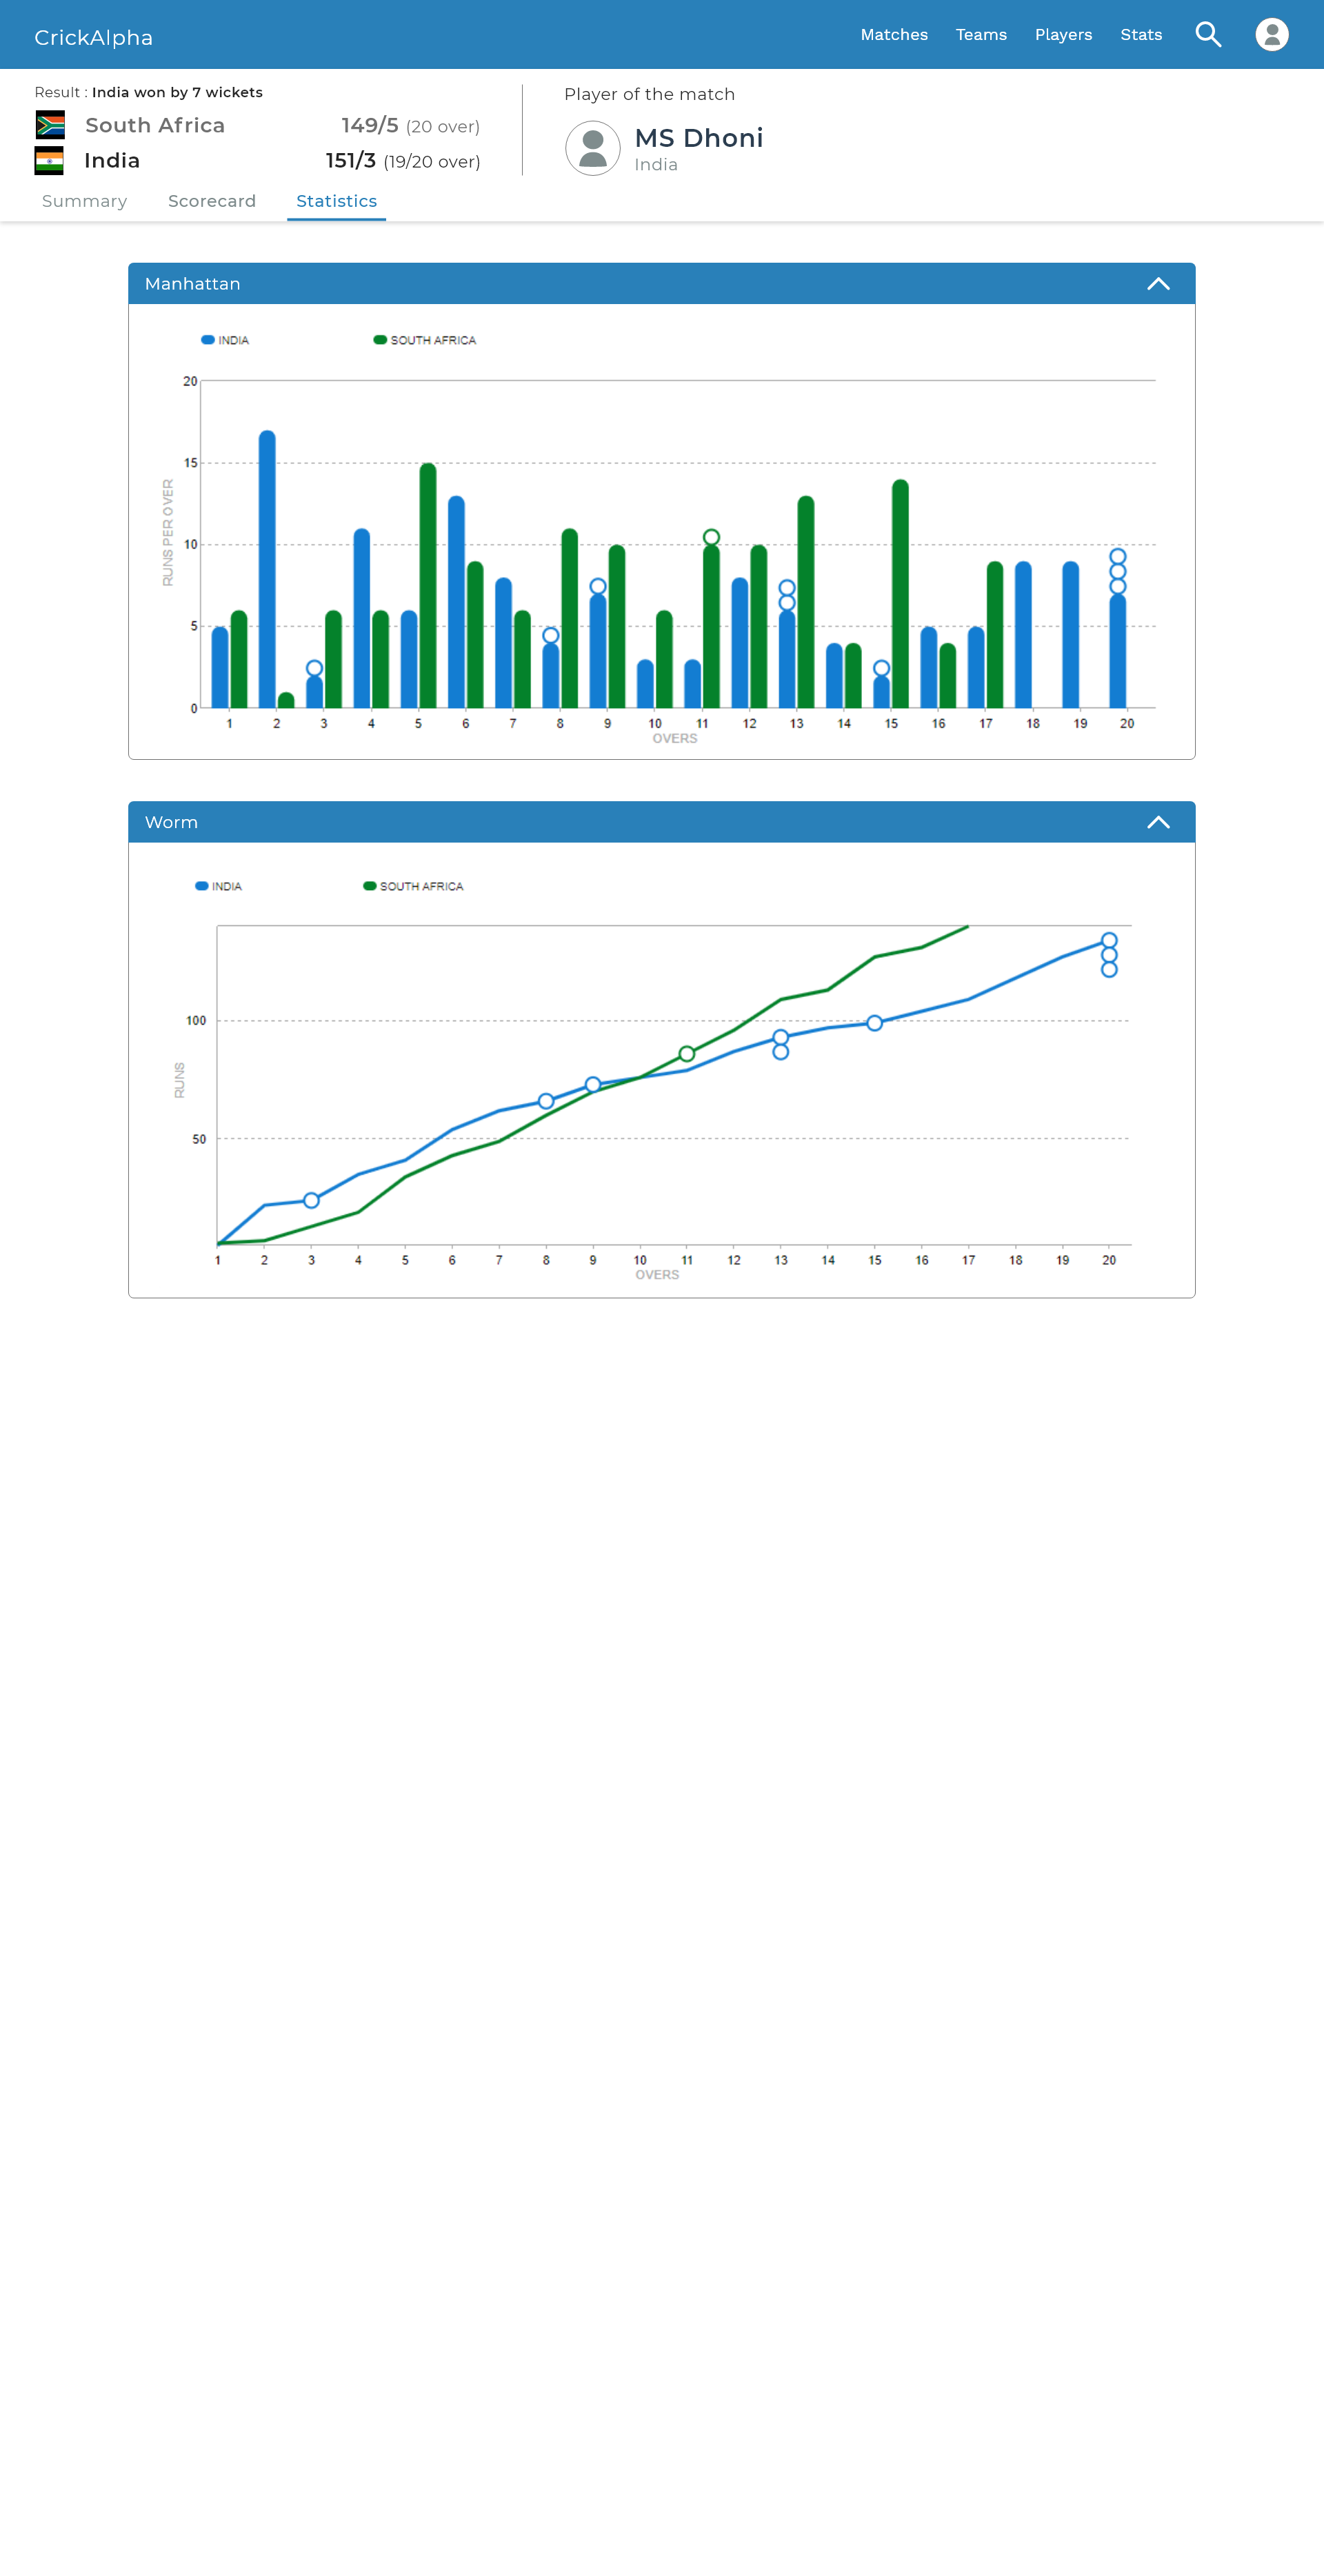 CrickAlpha
Matches Teams Players Stats
Result : India won by 7 wickets
South Africa 149/5 (20 over)
India 151/3 (19/20 over)
Player of the match
MS Dhoni
India
Summary Scorecard Statistics
Manhattan
INDIA SOUTH AFRICA
20
15
10
5
0
RUNS PER OVER
1 2 3 4 5 6 7 8 9 10 11 12 13 14 15 16 17 18 19 20
OVERS
Worm
INDIA SOUTH AFRICA
100
50
RUNS
1 2 3 4 5 6 7 8 9 10 11 12 13 14 15 16 17 18 19 20
OVERS